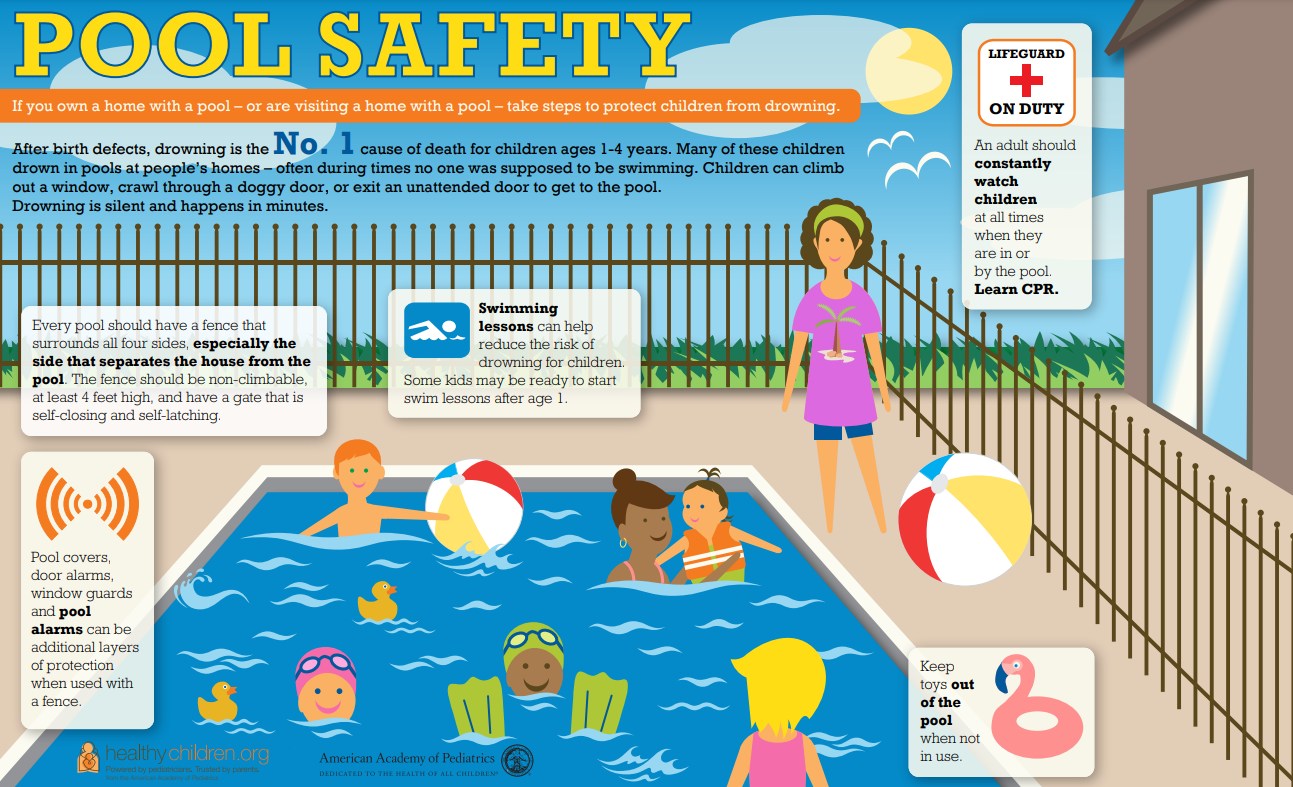 POOL SAFETY
If you own a home with a pool – or are visiting a home with a pool – take steps to protect children from drowning.
After birth defects, drowning is the No. 1 cause of death for children ages 1-4 years. Many of these children
drown in pools at people's homes – often during times no one was supposed to be swimming. Children can climb
out a window, crawl through a doggy door, or exit an unattended door to get to the pool.
Drowning is silent and happens in minutes.
LIFEGUARD
ON DUTY
An adult should
constantly
watch
children
at all times
when they
are in or
by the pool.
Learn CPR.
Every pool should have a fence that
surrounds all four sides, especially the
side that separates the house from the
pool. The fence should be non-climbable,
at least 4 feet high, and have a gate that is
self-closing and self-latching.
Swimming
lessons can help
reduce the risk of
drowning for children.
Some kids may be ready to start
swim lessons after age 1.
Pool covers,
door alarms,
window guards
and pool
alarms can be
additional layers
of protection
when used with
a fence.
Keep
toys out
of the
pool
when not
in use.
healthychildren.org
Powered by pediatricians. Trusted by parents.
from the American Academy of Pediatrics
American Academy of Pediatrics
DEDICATED TO THE HEALTH OF ALL CHILDREN®